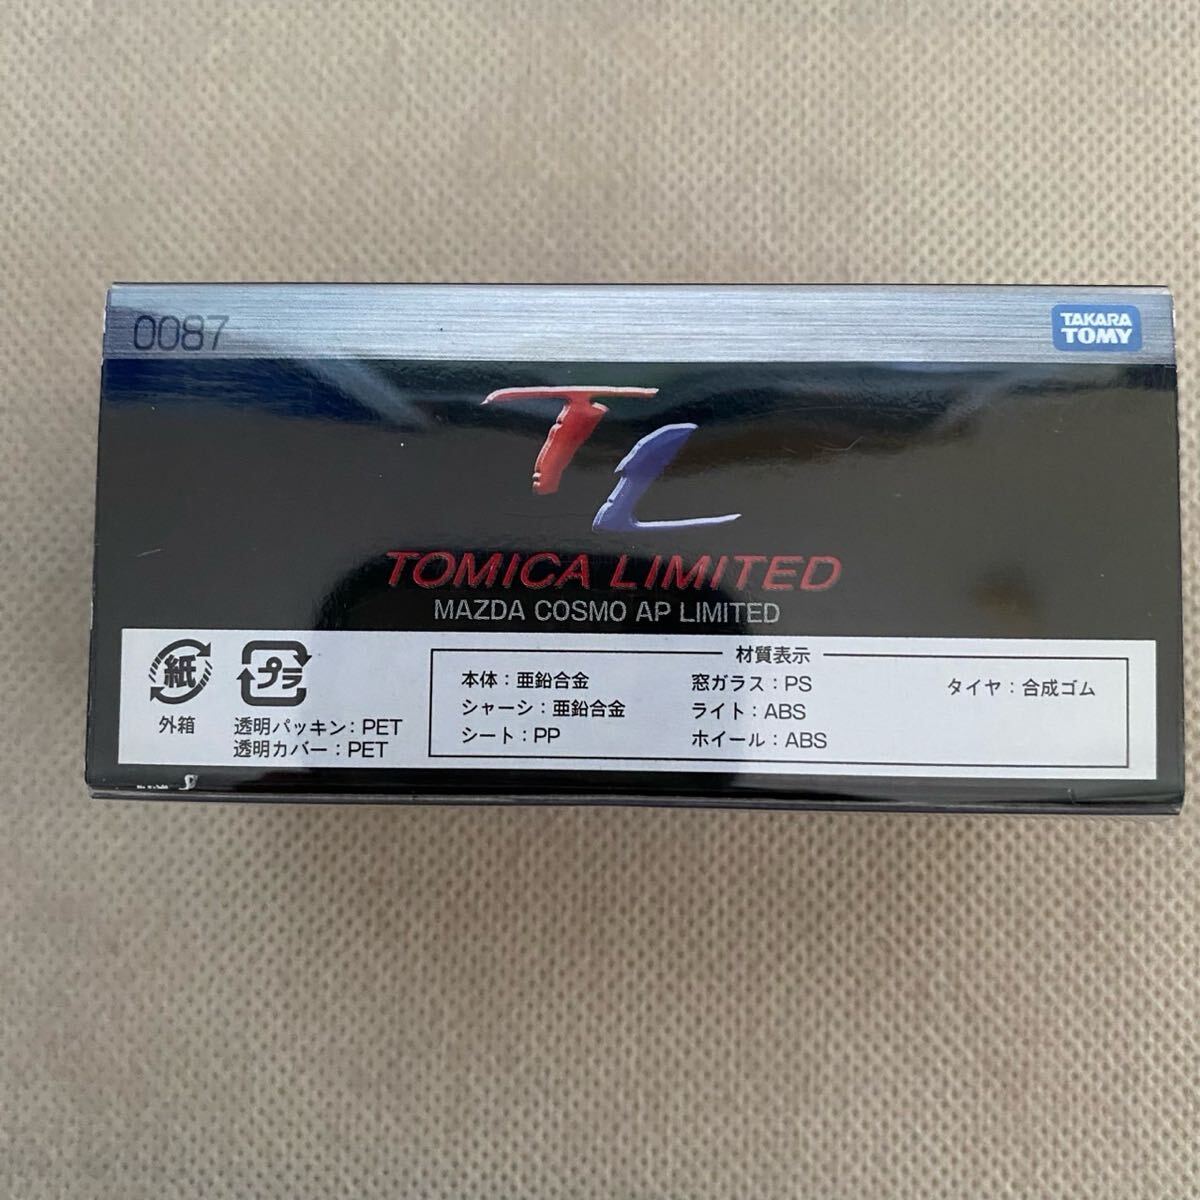 0087
TAKARA
TOMY
TL
TOMICA LIMITED
MAZDA COSMO AP LIMITED
紙
外箱
プラ
透明パッキン：PET
透明カバー：PET
材質表示
本体：亜鉛合金
シャーシ：亜鉛合金
シート：PP
窓ガラス：PS
ライト：ABS
ホイール：ABS
タイヤ：合成ゴム